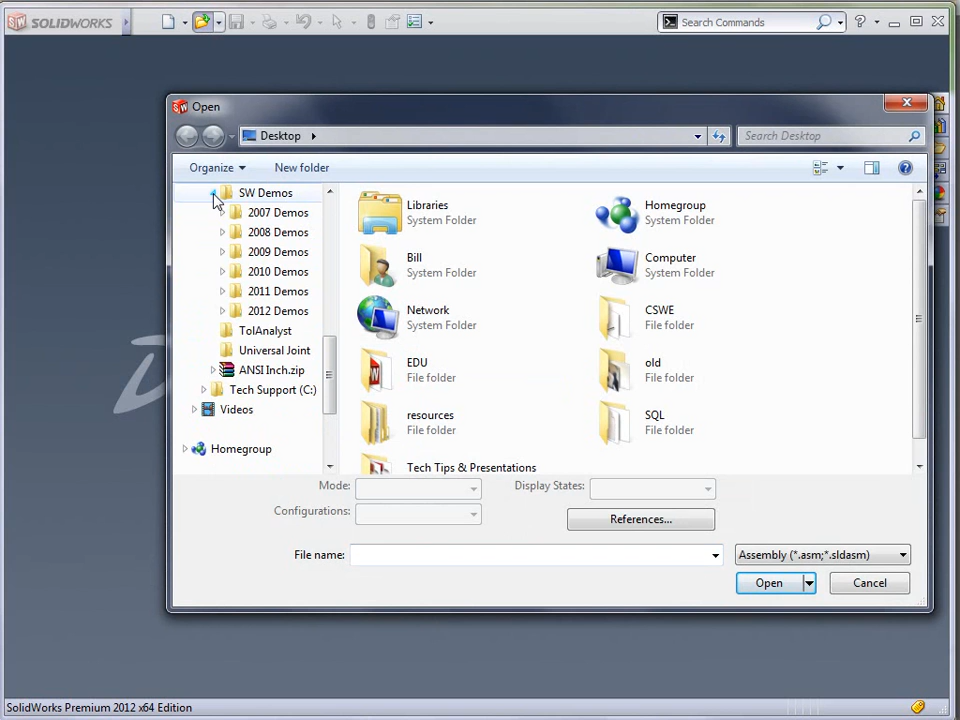 SOLIDWORKS
Search Commands
Open
Desktop
Search Desktop
Organize
New folder
SW Demos
2007 Demos
2008 Demos
2009 Demos
2010 Demos
2011 Demos
2012 Demos
TolAnalyst
Universal Joint
ANSI Inch.zip
Tech Support (C:)
Videos
Homegroup
Libraries
System Folder
Homegroup
System Folder
Bill
System Folder
Computer
System Folder
Network
System Folder
CSWE
File folder
EDU
File folder
old
File folder
resources
File folder
SQL
File folder
Tech Tips & Presentations
Mode:
Display States:
Configurations:
References...
File name:
Assembly (*.asm;*.sldasm)
Open
Cancel
SolidWorks Premium 2012 x64 Edition